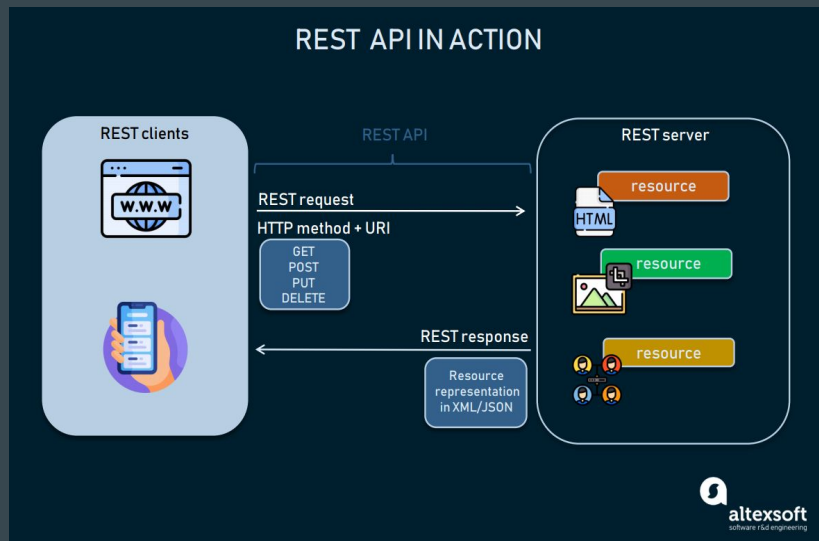 REST API IN ACTION
REST clients
W.W.W
REST API
REST request
HTTP method + URI
GET
POST
PUT
DELETE
REST response
Resource
representation
in XML/JSON
REST server
resource
HTML
resource
resource
altexsoft
software r&d engineering